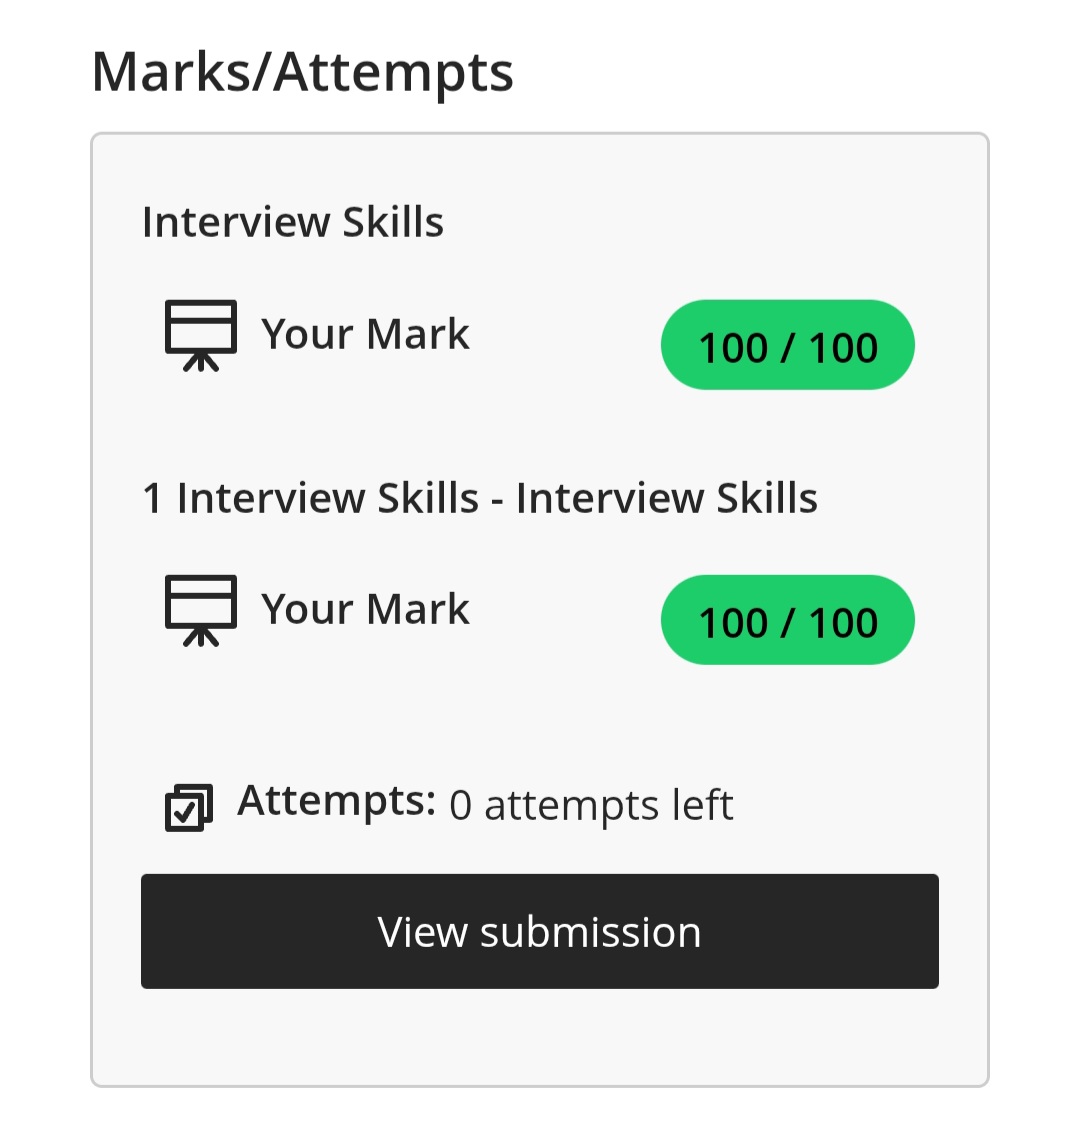 Marks/Attempts
Interview Skills
Your Mark 100 / 100
1 Interview Skills - Interview Skills
Your Mark 100 / 100
Attempts: 0 attempts left
View submission